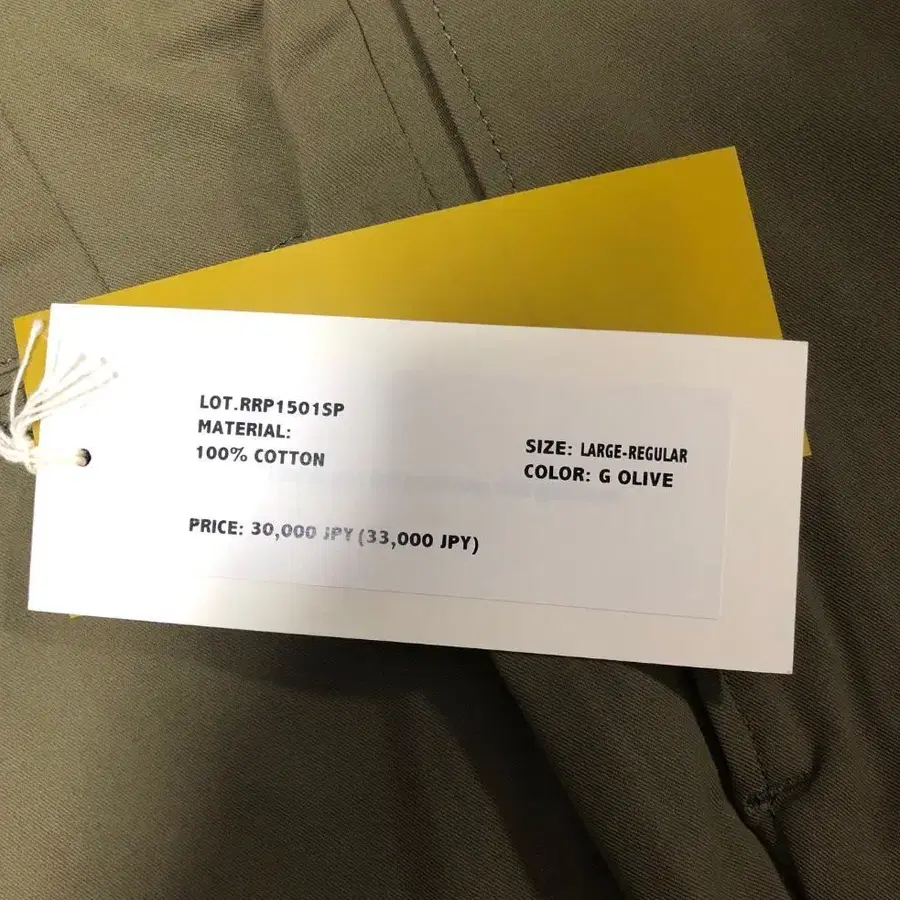 LOT.RRP1501SP
MATERIAL:
100% COTTON
SIZE: LARGE-REGULAR
COLOR: G OLIVE
PRICE: 30,000 JPY (33,000 JPY)